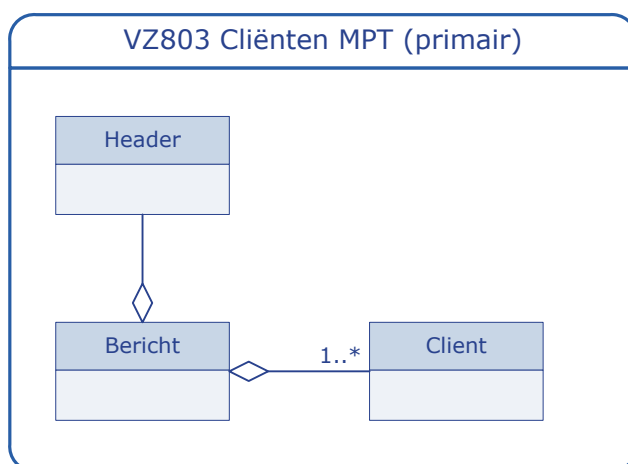 VZ803 Cliënten MPT (primair)
Header
Bericht
1..*
Client